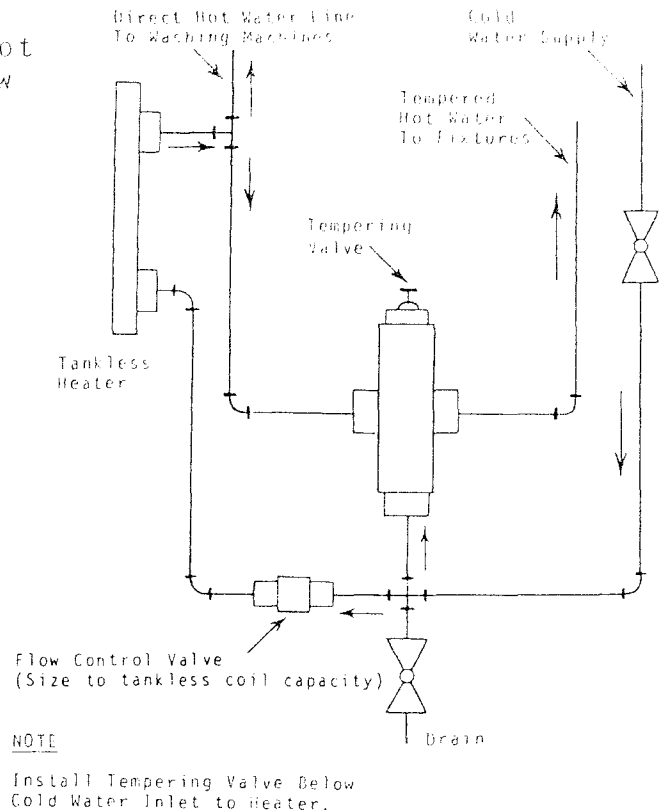 Direct Hot Water Line
To Washing Machines
Cold
Water Supply
ot
w
Tempered
Hot Water
To Fixtures
Tempering
Valve
Tankless
Heater
Flow Control Valve
(Size to tankless coil capacity)
Drain
NOTE
Install Tempering Valve Below
Cold Water Inlet to Heater.